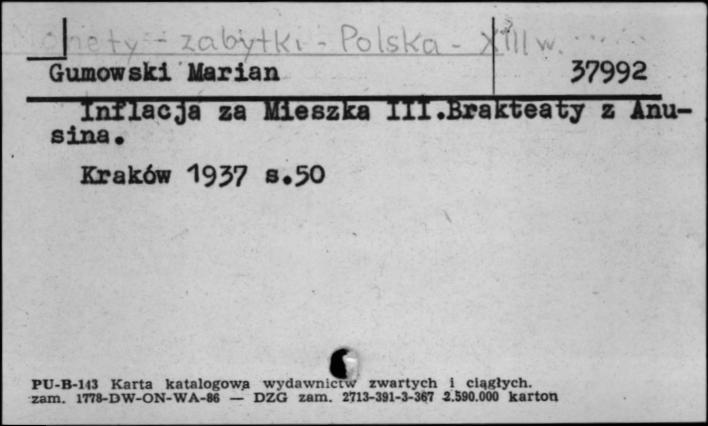 Monety - zabytki - Polska - XIII w.
Gumowski Marian 37992
Inflacja za Mieszka III.Brakteaty z Anu-
sina.
Kraków 1937 s.50
PU-B-143 Karta katalogowa wydawnictw zwartych i ciągłych.
zam. 1778-DW-ON-WA-86 — DZG zam. 2713-391-3-367 2.590.000 karton